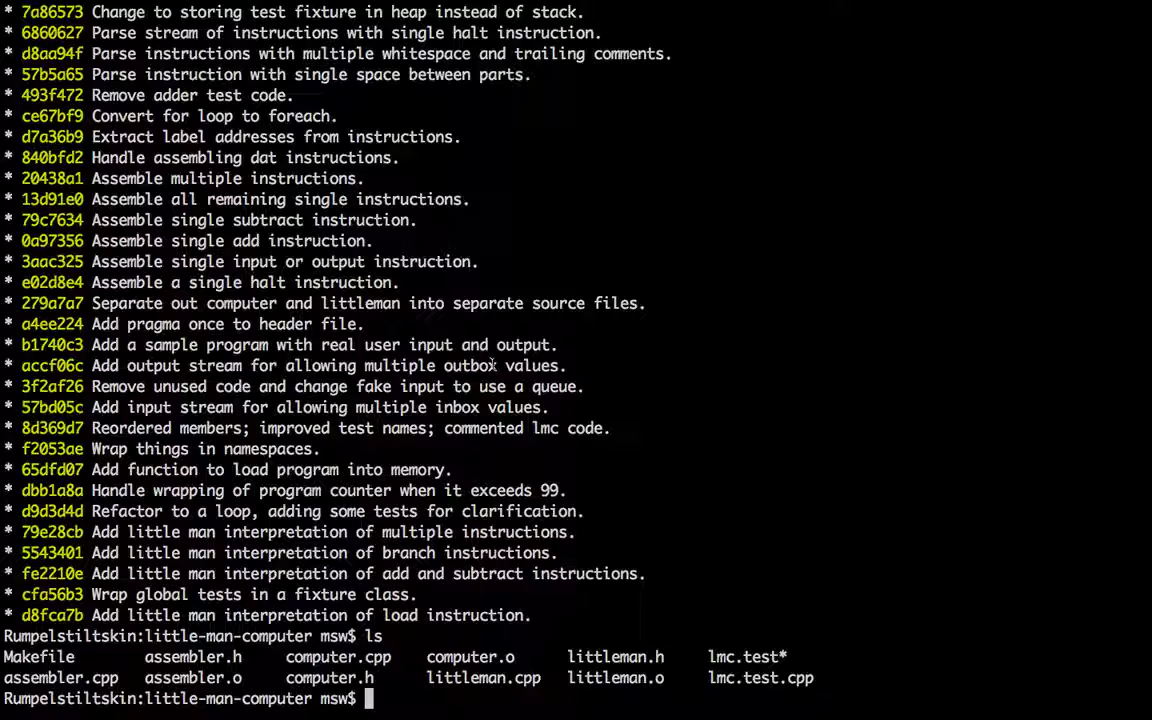 * 7a86573 Change to storing test fixture in heap instead of stack.
* 6860627 Parse stream of instructions with single halt instruction.
* d8aa94f Parse instructions with multiple whitespace and trailing comments.
* 57b5a65 Parse instruction with single space between parts.
* 493f472 Remove adder test code.
* ce67bf9 Convert for loop to foreach.
* d7a36b9 Extract label addresses from instructions.
* 840bfd2 Handle assembling dat instructions.
* 20438a1 Assemble multiple instructions.
* 13d91e0 Assemble all remaining single instructions.
* 79c7634 Assemble single subtract instruction.
* 0a97356 Assemble single add instruction.
* 3aac325 Assemble single input or output instruction.
* e02d8e4 Assemble a single halt instruction.
* 279a7a7 Separate out computer and littleman into separate source files.
* a4ee224 Add pragma once to header file.
* b1740c3 Add a sample program with real user input and output.
* accf06c Add output stream for allowing multiple outbox values.
* 3f2af26 Remove unused code and change fake input to use a queue.
* 57bd05c Add input stream for allowing multiple inbox values.
* 8d369d7 Reordered members; improved test names; commented lmc code.
* f2053ae Wrap things in namespaces.
* 65dfd07 Add function to load program into memory.
* dbb1a8a Handle wrapping of program counter when it exceeds 99.
* d9d3d4d Refactor to a loop, adding some tests for clarification.
* 79e28cb Add little man interpretation of multiple instructions.
* 5543401 Add little man interpretation of branch instructions.
* fe2210e Add little man interpretation of add and subtract instructions.
* cfa56b3 Wrap global tests in a fixture class.
* d8fca7b Add little man interpretation of load instruction.
Rumpelstiltskin:little-man-computer msw$ ls
Makefile assembler.h computer.cpp computer.o littleman.h lmc.test*
assembler.cpp assembler.o computer.h littleman.cpp littleman.o lmc.test.cpp
Rumpelstiltskin:little-man-computer msw$